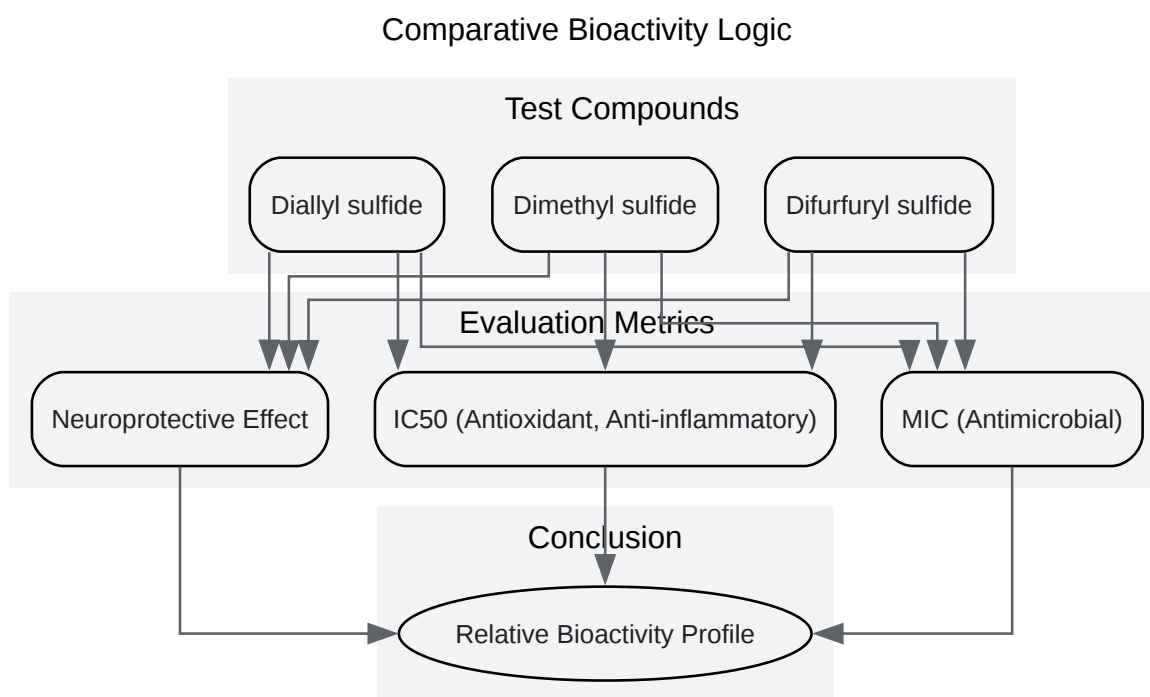 Comparative Bioactivity Logic
Test Compounds
Diallyl sulfide
Dimethyl sulfide
Difurfuryl sulfide
Evaluation Metrics
Neuroprotective Effect
IC50 (Antioxidant, Anti-inflammatory)
MIC (Antimicrobial)
Conclusion
Relative Bioactivity Profile